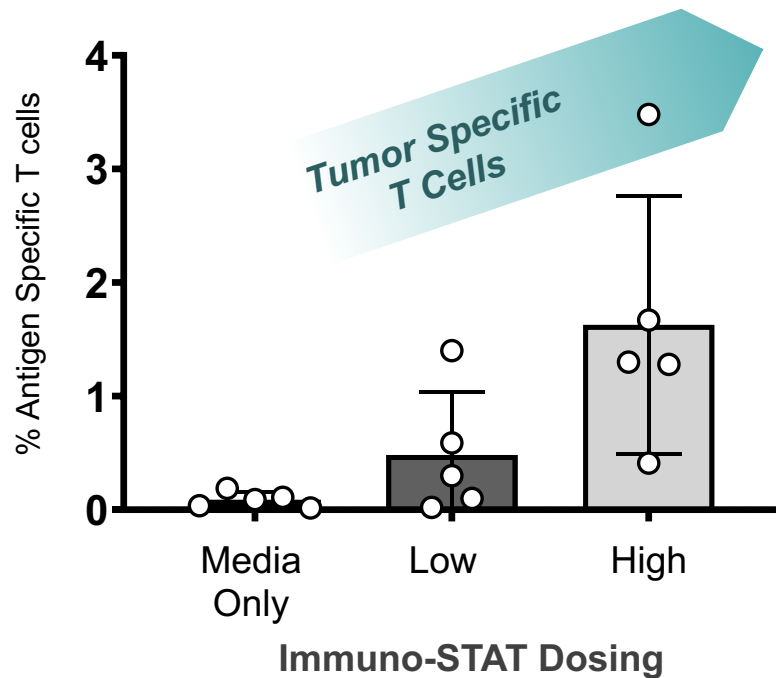 4
3
2
1
0
% Antigen Specific T cells
Tumor Specific
T Cells
Media
Only
Low
High
Immuno-STAT Dosing